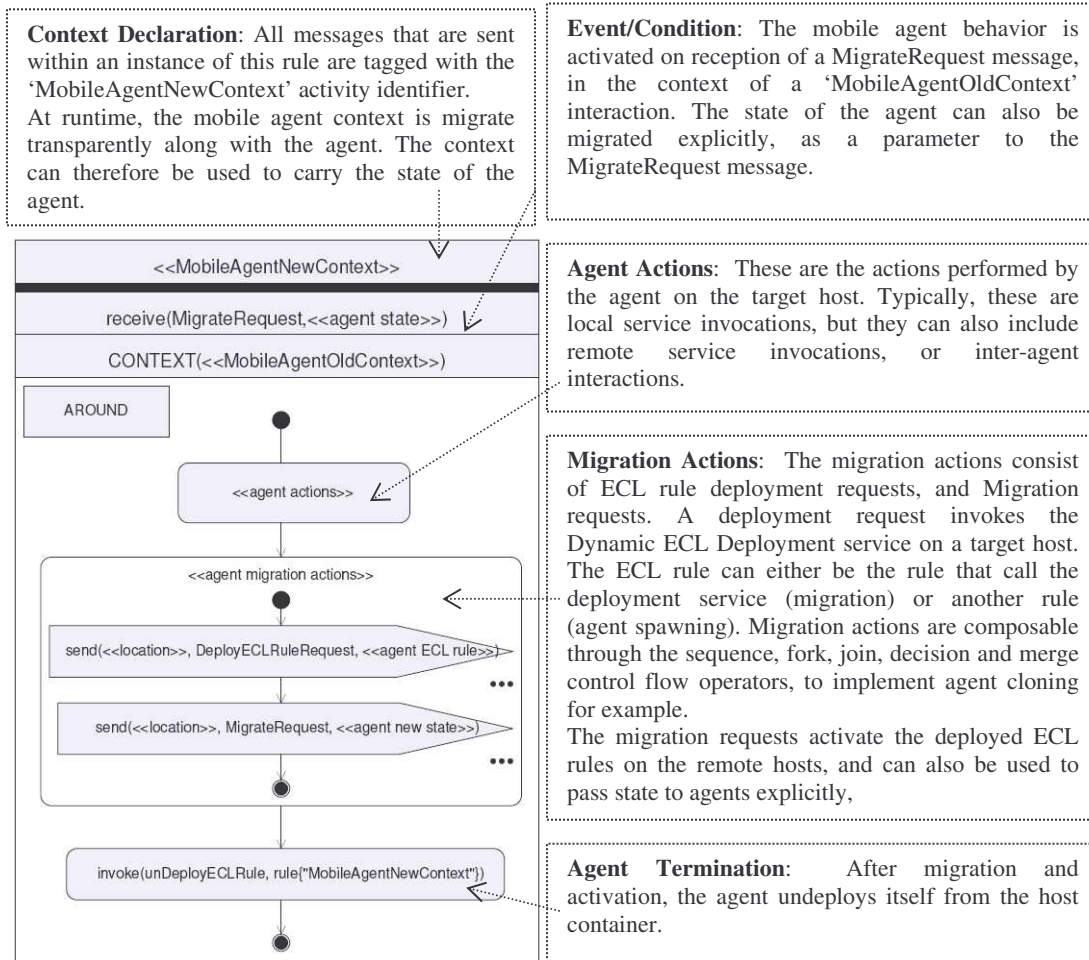 Context Declaration: All messages that are sent
within an instance of this rule are tagged with the
‘MobileAgentNewContext’ activity identifier.
At runtime, the mobile agent context is migrate
transparently along with the agent. The context
can therefore be used to carry the state of the
agent.
Event/Condition: The mobile agent behavior is
activated on reception of a MigrateRequest message,
in the context of a ‘MobileAgentOldContext’
interaction. The state of the agent can also be
migrated explicitly, as a parameter to the
MigrateRequest message.
<<MobileAgentNewContext>>
receive(MigrateRequest,<<agent state>>)
CONTEXT(<<MobileAgentOldContext>>)
AROUND
<<agent actions>>
<<agent migration actions>>
send(<<location>>, DeployECLRuleRequest, <<agent ECL rule>>)
•••
send(<<location>>, MigrateRequest, <<agent new state>>)
•••
invoke(unDeployECLRule, rule{"MobileAgentNewContext"})
Agent Actions: These are the actions performed by
the agent on the target host. Typically, these are
local service invocations, but they can also include
remote service invocations, or inter-agent
interactions.
Migration Actions: The migration actions consist
of ECL rule deployment requests, and Migration
requests. A deployment request invokes the
Dynamic ECL Deployment service on a target host.
The ECL rule can either be the rule that call the
deployment service (migration) or another rule
(agent spawning). Migration actions are composable
through the sequence, fork, join, decision and merge
control flow operators, to implement agent cloning
for example.
The migration requests activate the deployed ECL
rules on the remote hosts, and can also be used to
pass state to agents explicitly,
Agent Termination: After migration and
activation, the agent undeploys itself from the host
container.